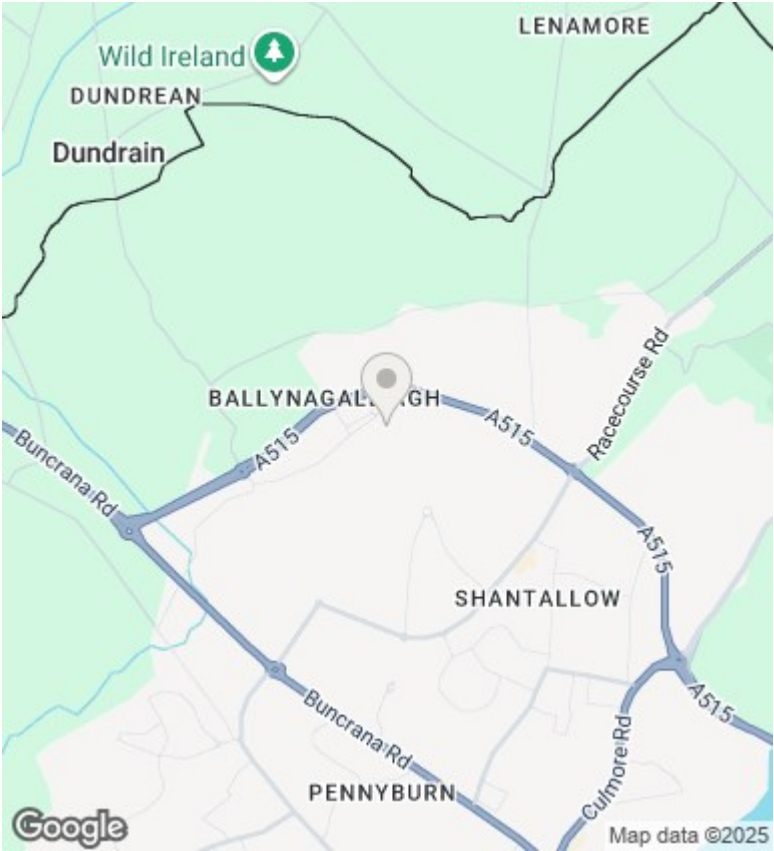 LENAMORE
Wild Ireland
DUNDREAN
Dundrain
Racecourse Rd
A515
A515
Buncrana Rd
A515
SHANTALLOW
A515
Buncrana Rd
Culmore Rd
PENNYBURN
Google
Map data ©2025